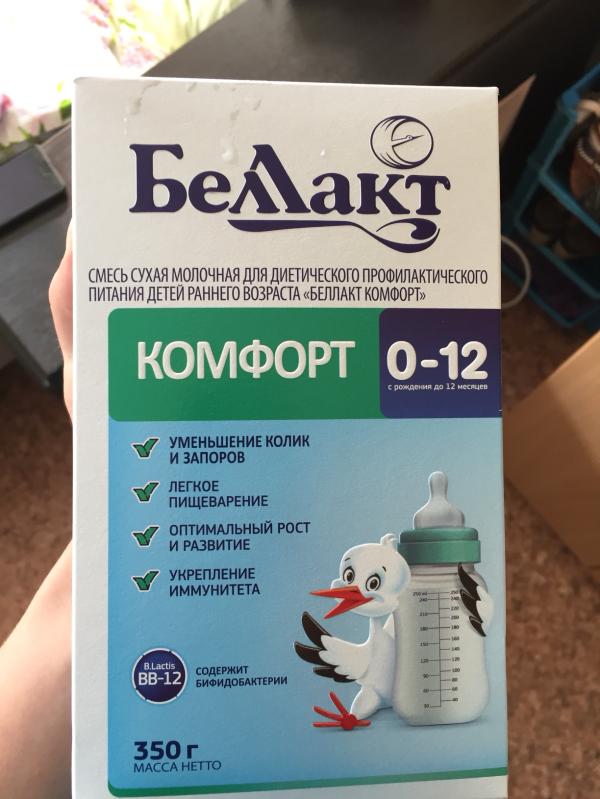 Беллакт
СМЕСЬ СУХАЯ МОЛОЧНАЯ ДЛЯ ДИЕТИЧЕСКОГО ПРОФИЛАКТИЧЕСКОГО
ПИТАНИЯ ДЕТЕЙ РАННЕГО ВОЗРАСТА «БЕЛЛАКТ КОМФОРТ»
КОМФОРТ
0-12
с рождения до 12 месяцев
УМЕНЬШЕНИЕ КОЛИК
И ЗАПОРОВ
ЛЕГКОЕ
ПИЩЕВАРЕНИЕ
ОПТИМАЛЬНЫЙ РОСТ
И РАЗВИТИЕ
УКРЕПЛЕНИЕ
ИММУНИТЕТА
B.Lactis
BB-12
СОДЕРЖИТ
БИФИДОБАКТЕРИИ
350 г
МАССА НЕТТО